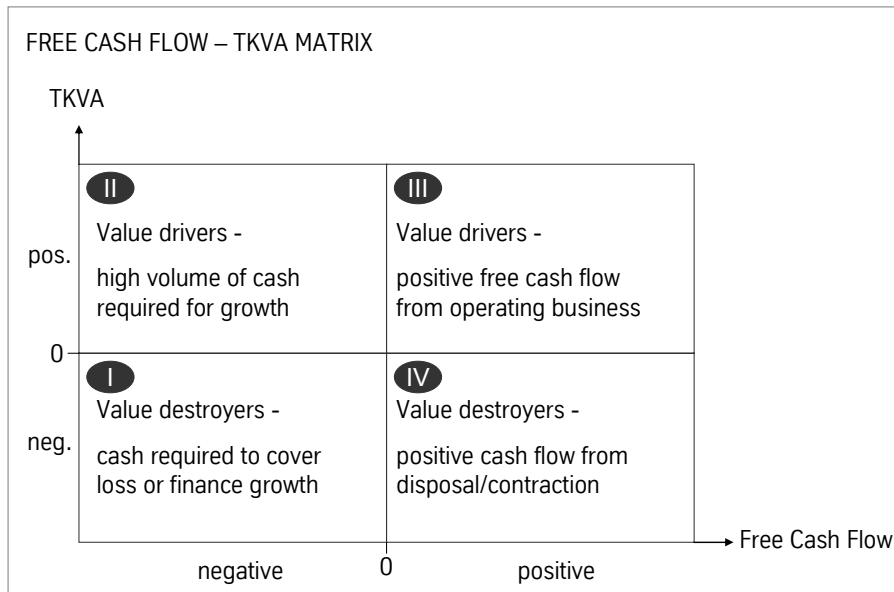 FREE CASH FLOW – TKVA MATRIX
TKVA
II
Value drivers -
high volume of cash
required for growth
III
Value drivers -
positive free cash flow
from operating business
pos.
0
I
Value destroyers -
cash required to cover
loss or finance growth
IV
Value destroyers -
positive cash flow from
disposal/contraction
neg.
Free Cash Flow
negative
0
positive